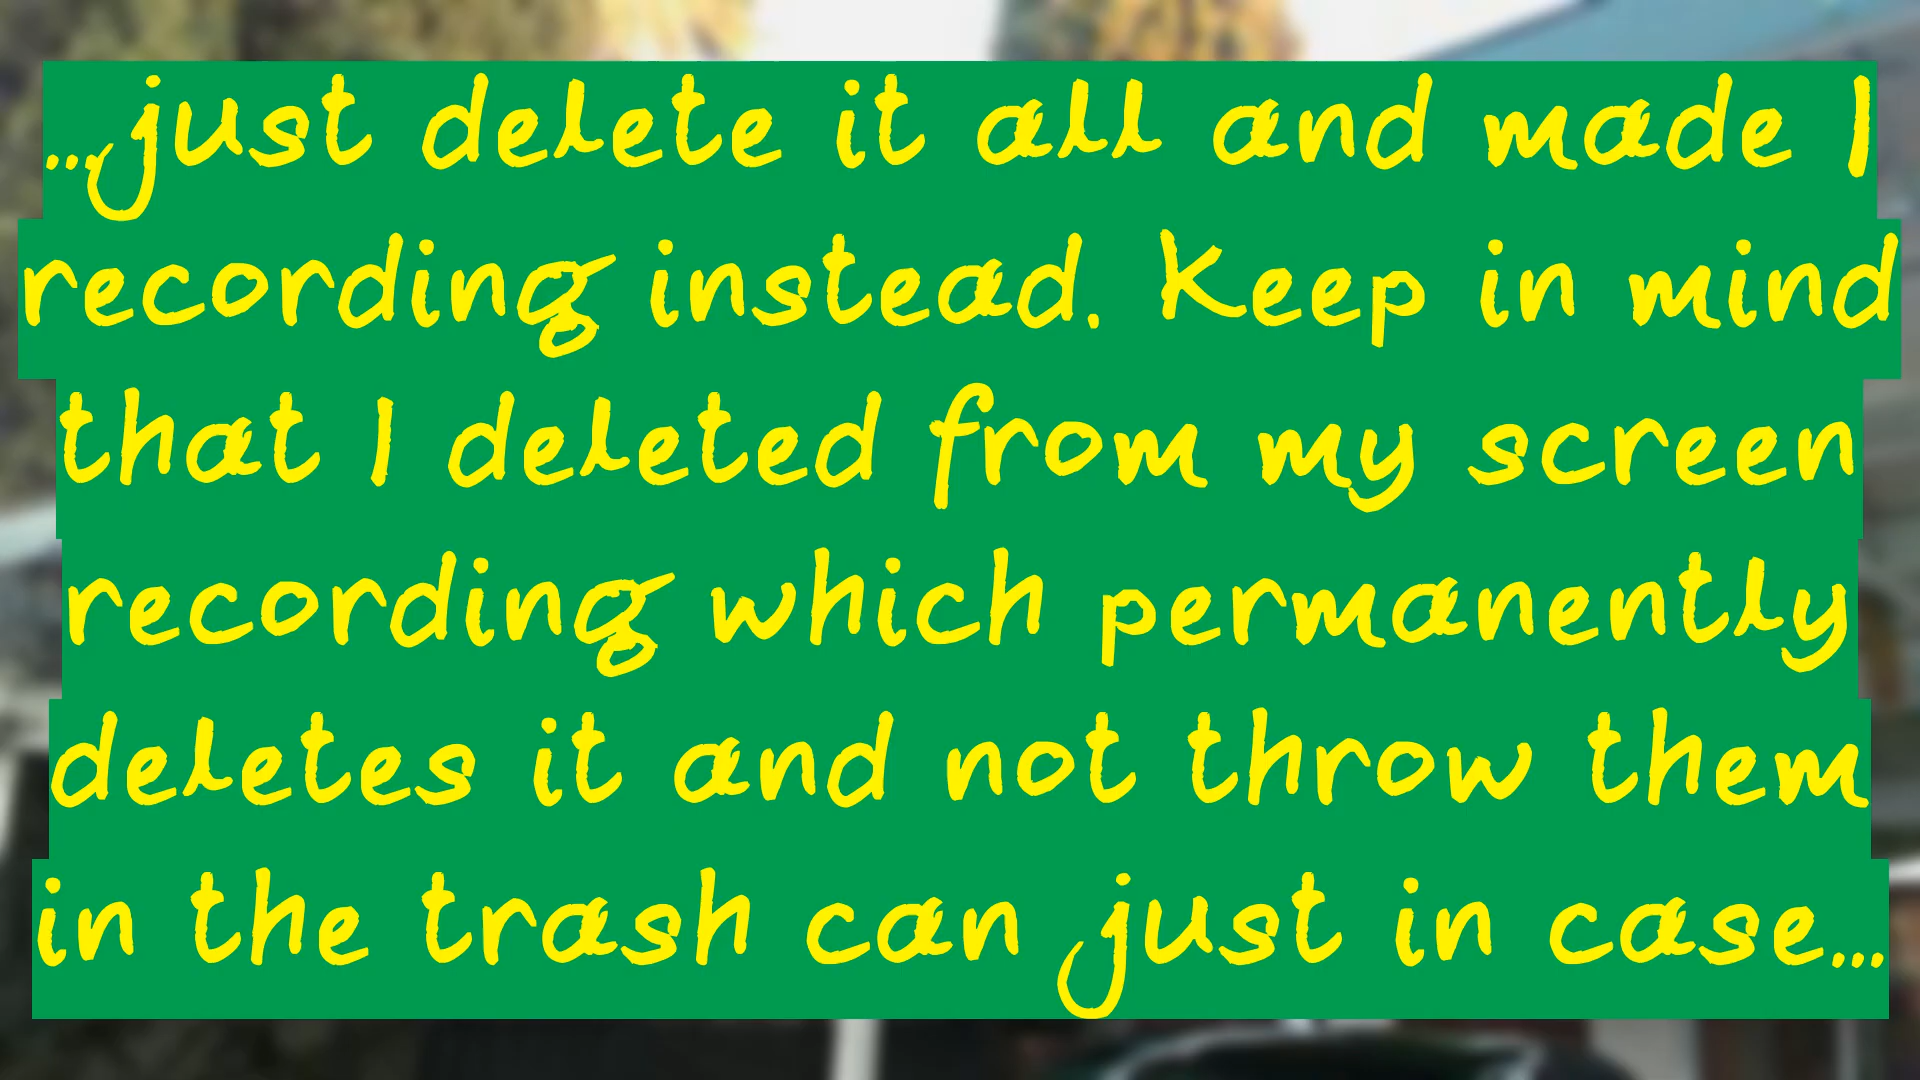 ...just delete it all and made 1
recording instead. Keep in mind
that I deleted from my screen
recording which permanently
deletes it and not throw them
in the trash can just in case...